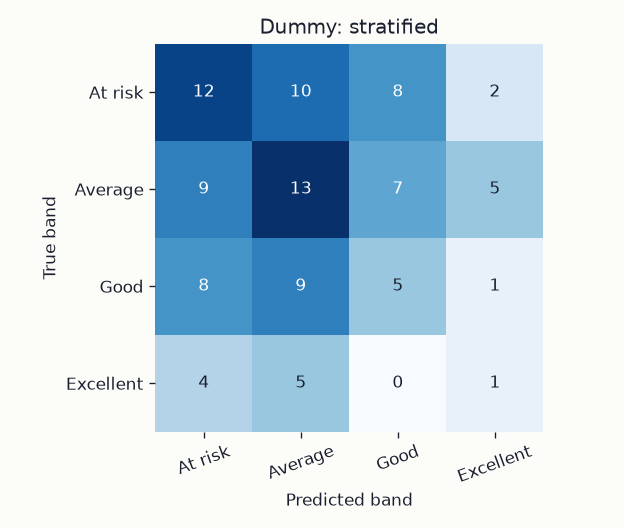 Dummy: stratified
True band
At risk 12 10 8 2
Average 9 13 7 5
Good 8 9 5 1
Excellent 4 5 0 1
At risk Average Good Excellent
Predicted band